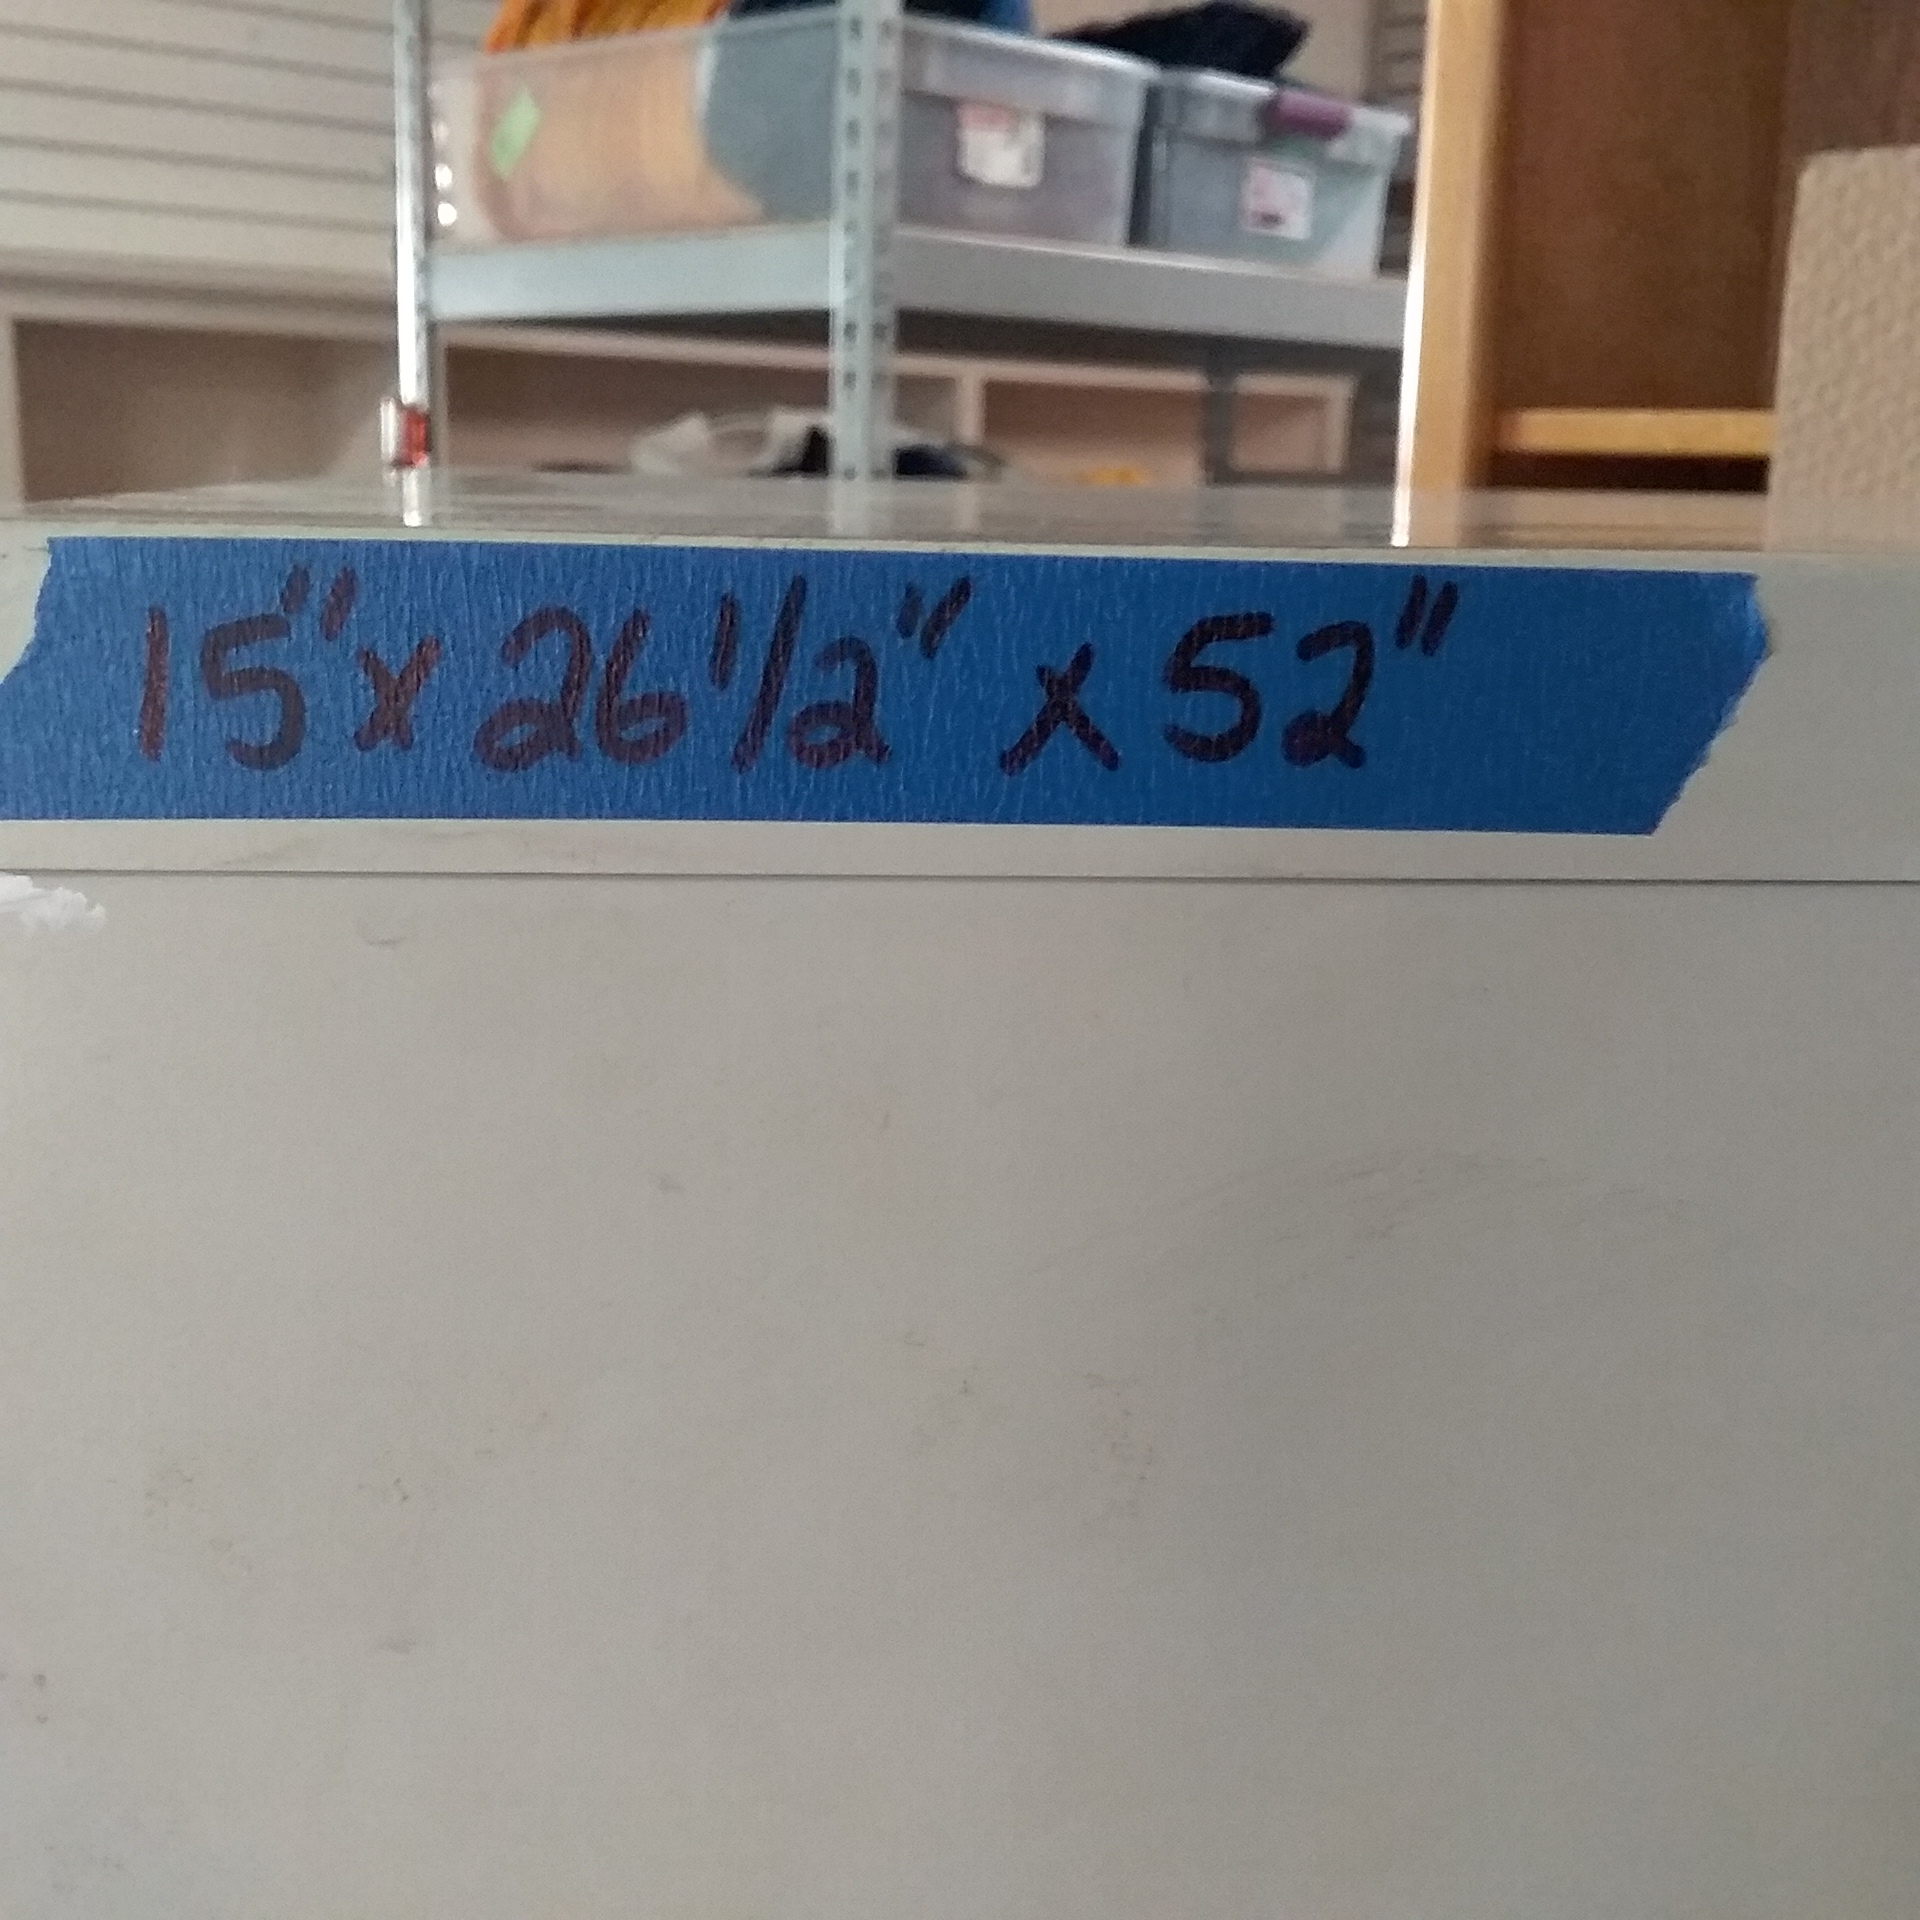 15" x 26 1/2" x 52"